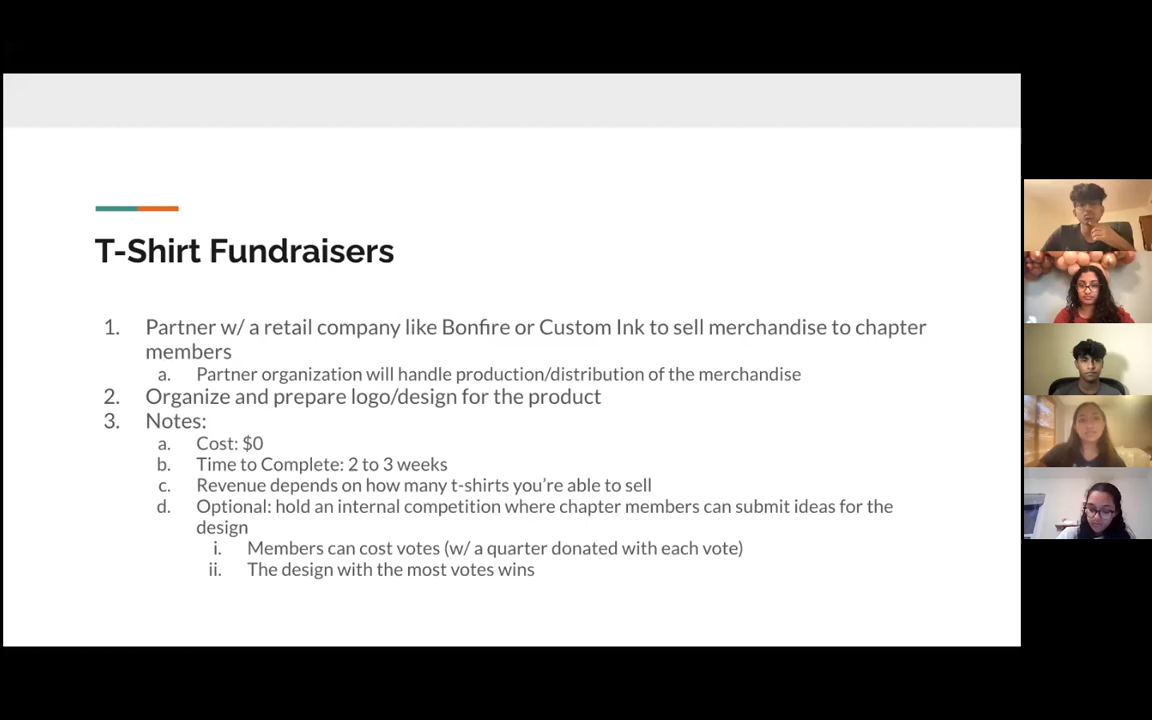 T-Shirt Fundraisers
1. Partner w/ a retail company like Bonfire or Custom Ink to sell merchandise to chapter
members
a. Partner organization will handle production/distribution of the merchandise
2. Organize and prepare logo/design for the product
3. Notes:
a. Cost: $0
b. Time to Complete: 2 to 3 weeks
c. Revenue depends on how many t-shirts you're able to sell
d. Optional: hold an internal competition where chapter members can submit ideas for the
design
i. Members can cost votes (w/ a quarter donated with each vote)
ii. The design with the most votes wins